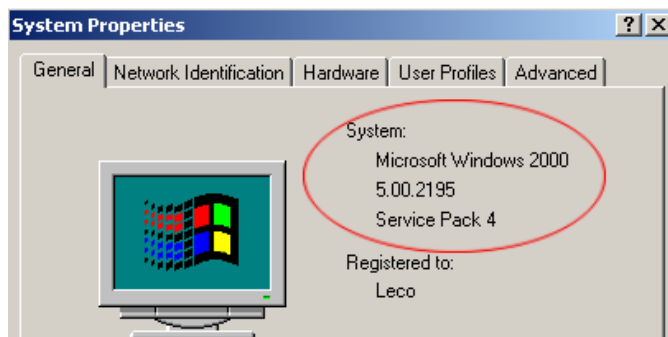 System Properties
General Network Identification Hardware User Profiles Advanced
System:
Microsoft Windows 2000
5.00.2195
Service Pack 4
Registered to:
Leco